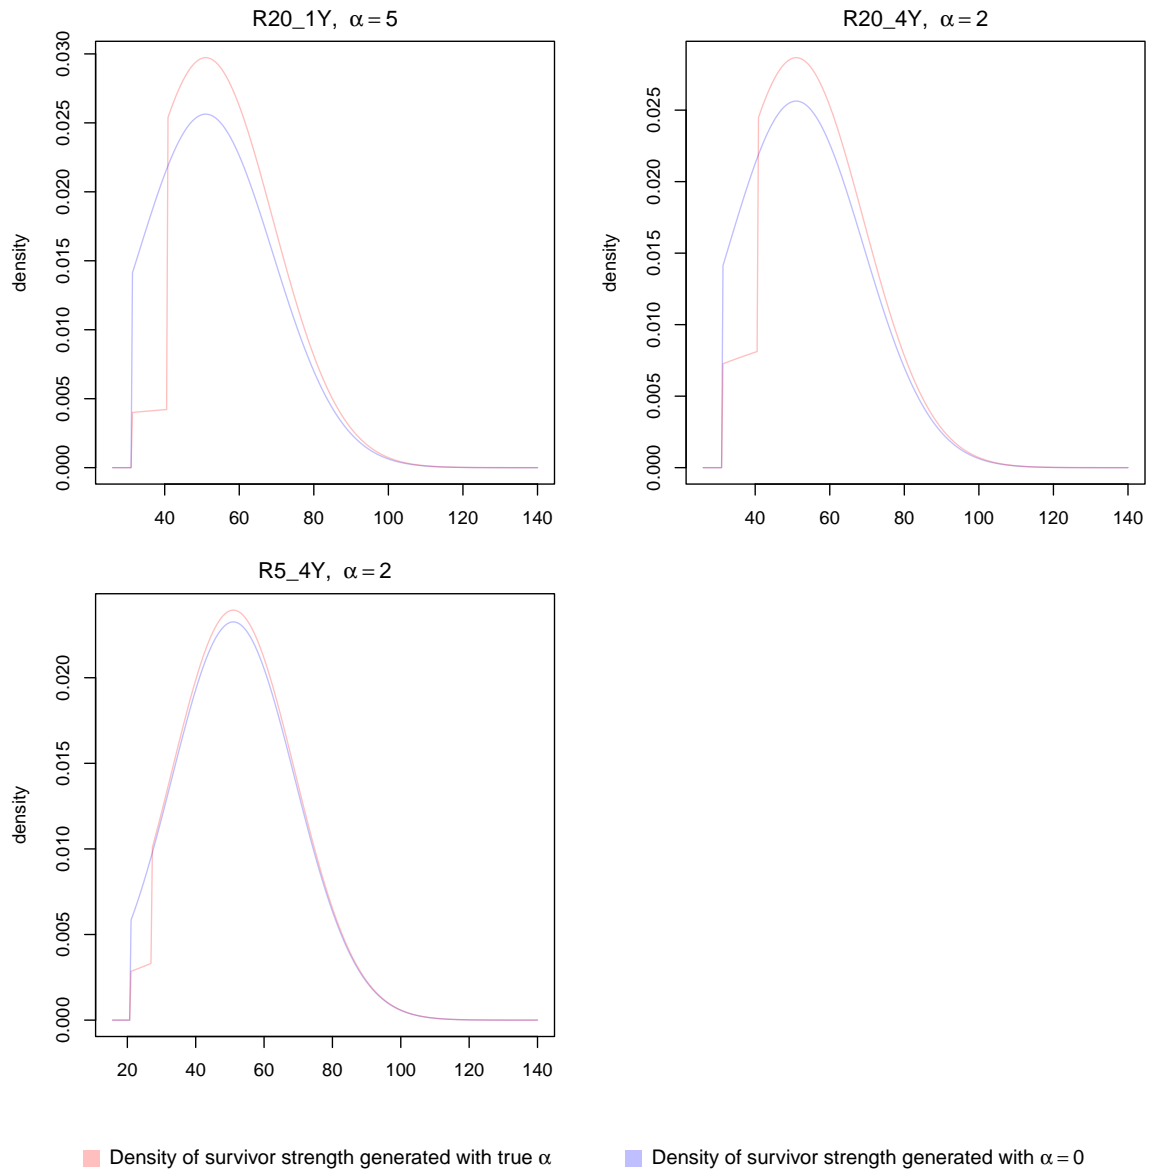 R20_1Y, α = 5
density
0.000 0.005 0.010 0.015 0.020 0.025 0.030
40 60 80 100 120 140
R20_4Y, α = 2
density
0.000 0.005 0.010 0.015 0.020 0.025
40 60 80 100 120 140
R5_4Y, α = 2
density
0.000 0.005 0.010 0.015 0.020
20 40 60 80 100 120 140
Density of survivor strength generated with true α
Density of survivor strength generated with α = 0